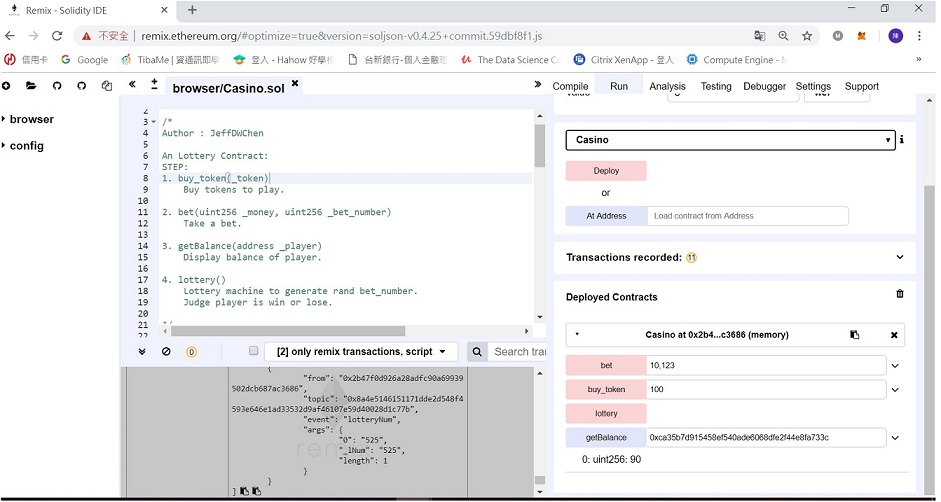 Remix - Solidity IDE
不安全 remix.ethereum.org/#optimize=true&version=soljson-v0.4.25+commit.59dbf8f1.js
信用卡 Google TibaMe | 資通訊即學 登入 - Hahow 好學校 台新銀行-個人金融理 The Data Science Co Citrix XenApp - 登入 Compute Engine - M
browser/Casino.sol
Compile Run Analysis Testing Debugger Settings Support
browser
config
2
3 /*
4 Author : JeffDWChen
5
6 An Lottery Contract:
7 STEP:
8 1. buy_token(_token)
9 Buy tokens to play.
10
11 2. bet(uint256 _money, uint256 _bet_number)
12 Take a bet.
13
14 3. getBalance(address _player)
15 Display balance of player.
16
17 4. lottery()
18 Lottery machine to generate rand bet_number.
19 Judge player is win or lose.
20
21 */
22
0
[2] only remix transactions, script
Search tran
{
"from": "0x2b47f0d926a28adfc90a69939
502dcb687ac3686",
"topic": "0x8a4e5146151171dde2d548f4
593e646e1ad33532d9af46107e59d40028d1c77b",
"event": "lotteryNum",
"args": {
"0": "525",
"_lNum": "525",
"length": 1
}
}
]
Casino
Deploy
or
At Address Load contract from Address
Transactions recorded: 11
Deployed Contracts
Casino at 0x2b4...c3686 (memory)
bet 10,123
buy_token 100
lottery
getBalance 0xca35b7d915458ef540ade6068dfe2f44e8fa733c
0: uint256: 90